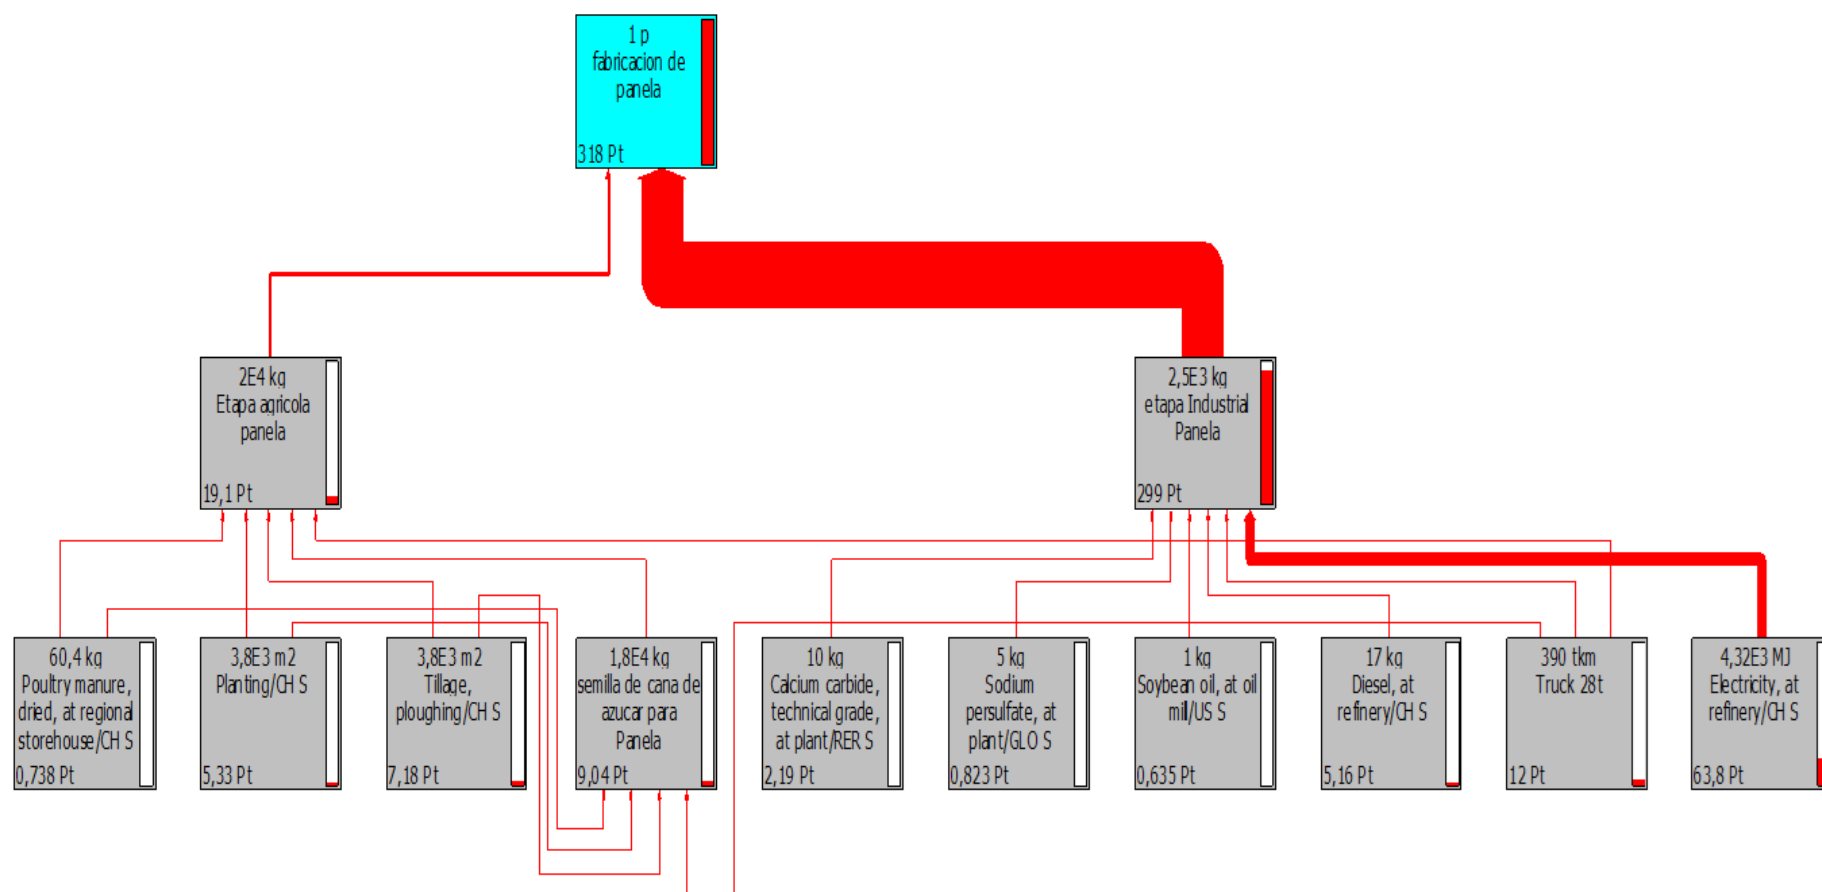 1 p
fabricacion de
panela
318 Pt
2E4 kg
Etapa agricola
panela
19,1 Pt
2,5E3 kg
etapa Industrial
Panela
299 Pt
60,4 kg
Poultry manure,
dried, at regional
storehouse/CH S
0,738 Pt
3,8E3 m2
Planting/CH S
5,33 Pt
3,8E3 m2
Tillage,
ploughing/CH S
7,18 Pt
1,8E4 kg
semilla de cana de
azucar para
Panela
9,04 Pt
10 kg
Calcium carbide,
technical grade,
at plant/RER S
2,19 Pt
5 kg
Sodium
persulfate, at
plant/GLO S
0,823 Pt
1 kg
Soybean oil, at oil
mill/US S
0,635 Pt
17 kg
Diesel, at
refinery/CH S
5,16 Pt
390 tkm
Truck 28t
12 Pt
4,32E3 MJ
Electricity, at
refinery/CH S
63,8 Pt